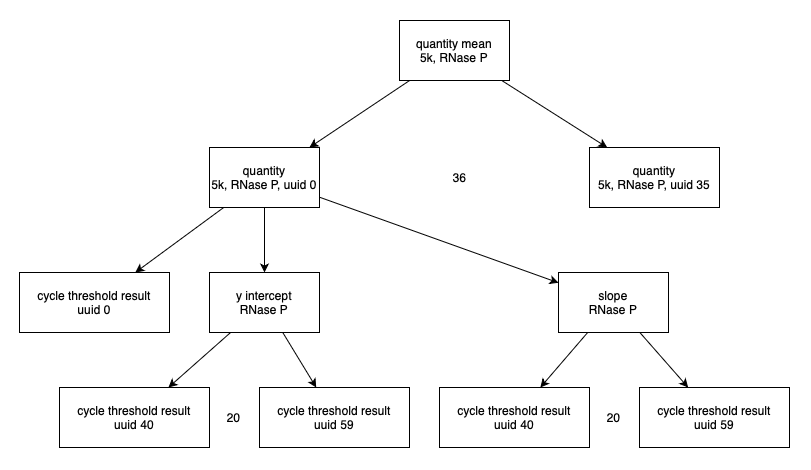 quantity mean
5k, RNase P
quantity
5k, RNase P, uuid 0
36
quantity
5k, RNase P, uuid 35
cycle threshold result
uuid 0
y intercept
RNase P
slope
RNase P
cycle threshold result
uuid 40
20
cycle threshold result
uuid 59
cycle threshold result
uuid 40
20
cycle threshold result
uuid 59